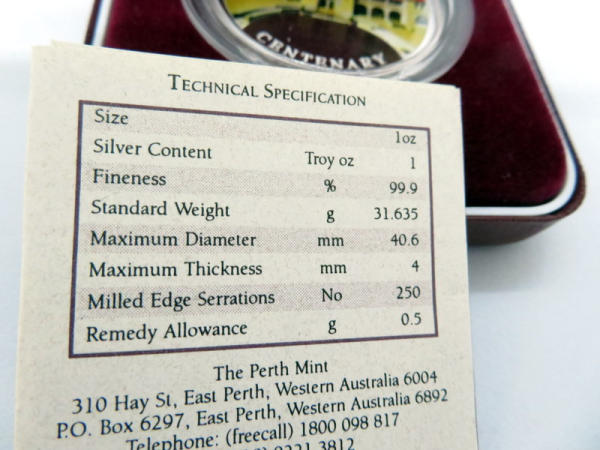 CENTENARY
TECHNICAL SPECIFICATION
Size 1oz
Silver Content Troy oz 1
Fineness % 99.9
Standard Weight g 31.635
Maximum Diameter mm 40.6
Maximum Thickness mm 4
Milled Edge Serrations No 250
Remedy Allowance g 0.5
The Perth Mint
310 Hay St, East Perth, Western Australia 6004
P.O. Box 6297, East Perth, Western Australia 6892
Telephone: (freecall) 1800 098 817
9221 3812